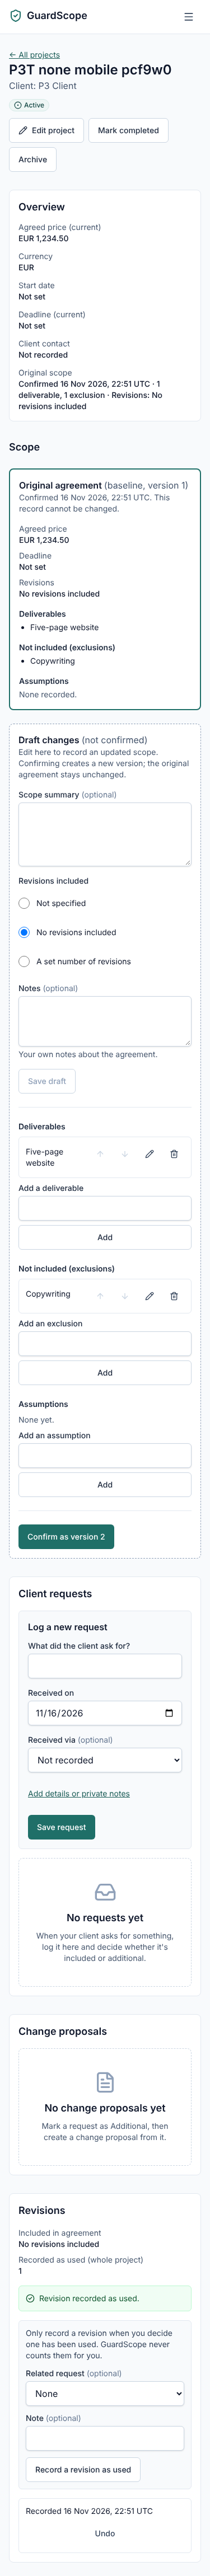 GuardScope
← All projects
P3T none mobile pcf9w0
Client: P3 Client
Active
Edit project
Mark completed
Archive
Overview
Agreed price (current)
EUR 1,234.50
Currency
EUR
Start date
Not set
Deadline (current)
Not set
Client contact
Not recorded
Original scope
Confirmed 16 Nov 2026, 22:51 UTC · 1
deliverable, 1 exclusion · Revisions: No
revisions included
Scope
Original agreement (baseline, version 1)
Confirmed 16 Nov 2026, 22:51 UTC. This
record cannot be changed.
Agreed price
EUR 1,234.50
Deadline
Not set
Revisions
No revisions included
Deliverables
• Five-page website
Not included (exclusions)
• Copywriting
Assumptions
None recorded.
Draft changes (not confirmed)
Edit here to record an updated scope.
Confirming creates a new version; the original
agreement stays unchanged.
Scope summary (optional)
Revisions included
Not specified
No revisions included
A set number of revisions
Notes (optional)
Your own notes about the agreement.
Save draft
Deliverables
Five-page
website
Add a deliverable
Add
Not included (exclusions)
Copywriting
Add an exclusion
Add
Assumptions
None yet.
Add an assumption
Add
Confirm as version 2
Client requests
Log a new request
What did the client ask for?
Received on
11/16/2026
Received via (optional)
Not recorded
Add details or private notes
Save request
No requests yet
When your client asks for something,
log it here and decide whether it's
included or additional.
Change proposals
No change proposals yet
Mark a request as Additional, then
create a change proposal from it.
Revisions
Included in agreement
No revisions included
Recorded as used (whole project)
1
Revision recorded as used.
Only record a revision when you decide
one has been used. GuardScope never
counts them for you.
Related request (optional)
None
Note (optional)
Record a revision as used
Recorded 16 Nov 2026, 22:51 UTC
Undo